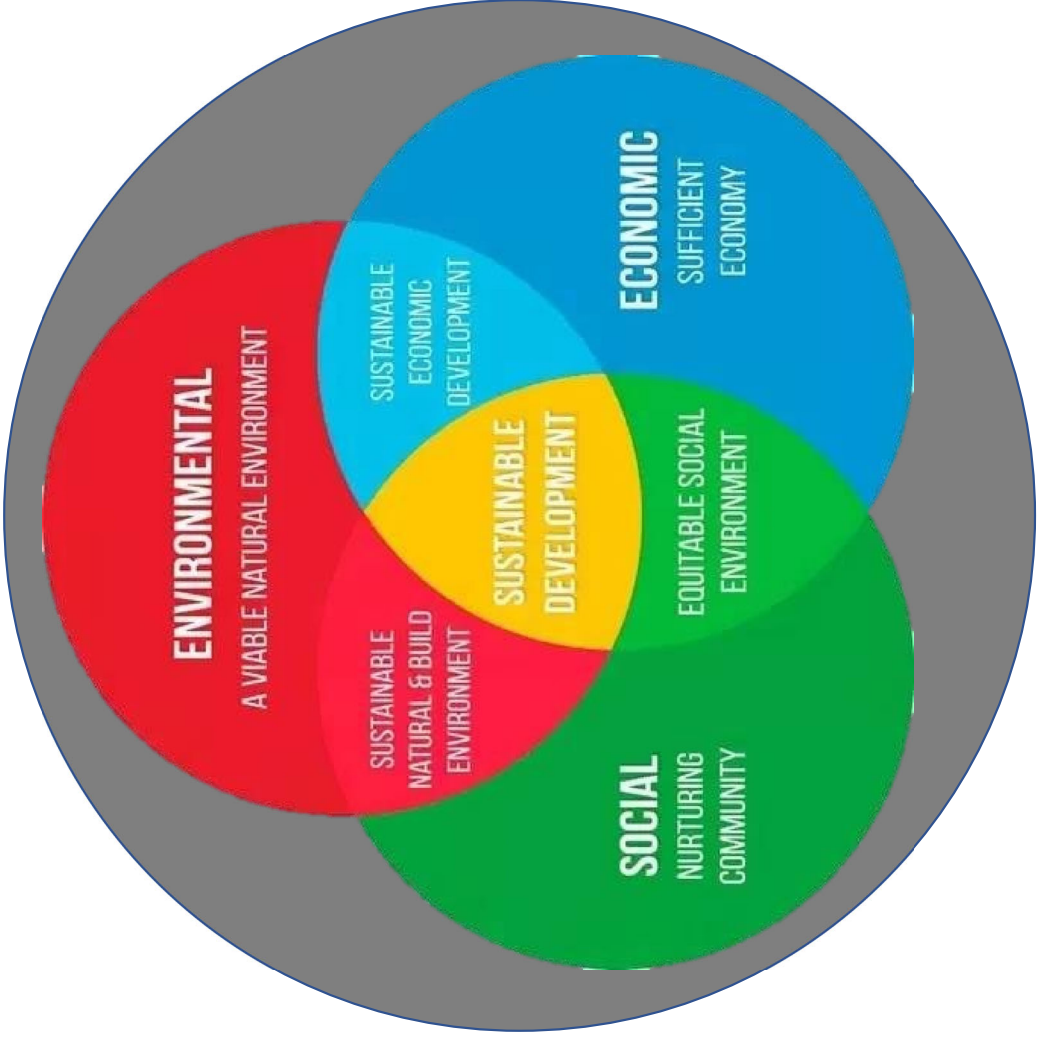 ENVIRONMENTAL
A VIABLE NATURAL ENVIRONMENT
SUSTAINABLE
NATURAL & BUILD
ENVIRONMENT
SUSTAINABLE
ECONOMIC
DEVELOPMENT
SUSTAINABLE
DEVELOPMENT
SOCIAL
NURTURING
COMMUNITY
EQUITABLE SOCIAL
ENVIRONMENT
ECONOMIC
SUFFICIENT
ECONOMY